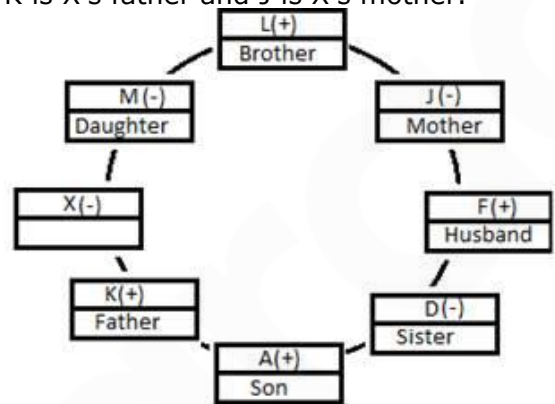 K is X's father and J is X's mother.
L(+)
Brother
M(-)
Daughter
J(-)
Mother
X(-)
F(+)
Husband
K(+)
Father
D(-)
Sister
A(+)
Son